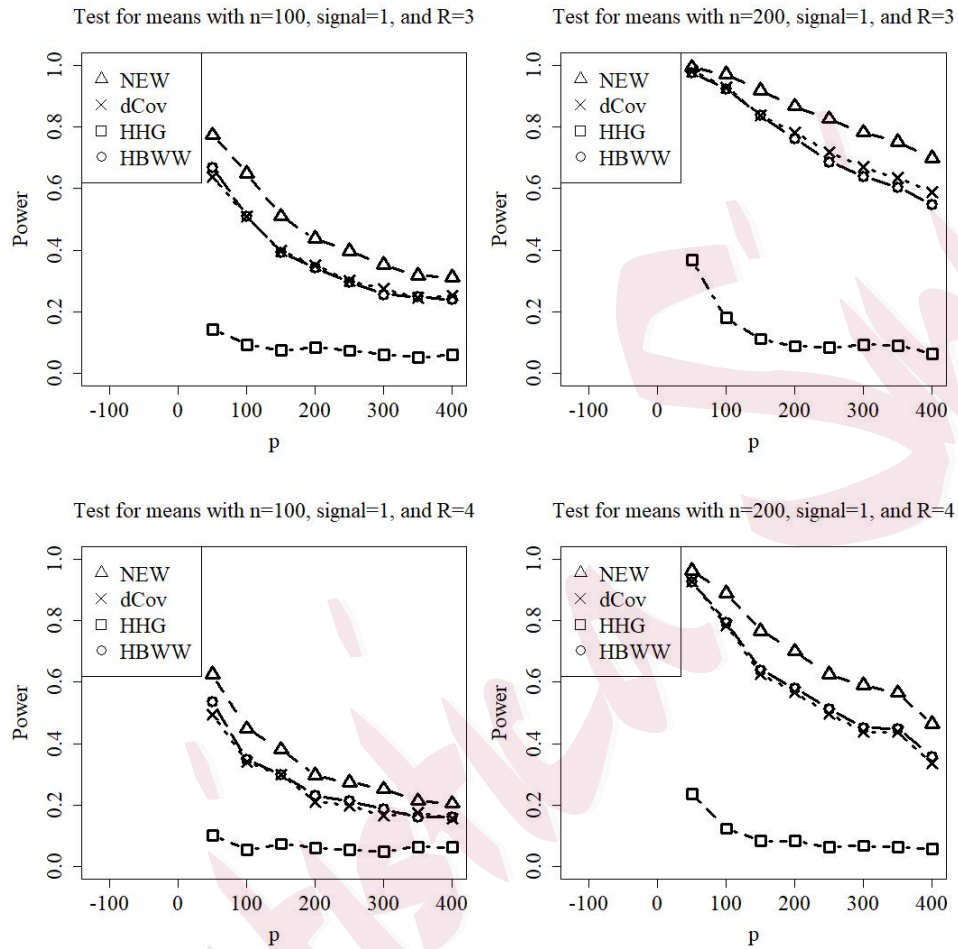 Test for means with n=100, signal=1, and R=3
NEW
dCov
HHG
HBWW
Power
0.0 0.2 0.4 0.6 0.8 1.0
-100 0 100 200 300 400
p
Test for means with n=200, signal=1, and R=3
NEW
dCov
HHG
HBWW
Power
0.0 0.2 0.4 0.6 0.8 1.0
-100 0 100 200 300 400
p
Test for means with n=100, signal=1, and R=4
NEW
dCov
HHG
HBWW
Power
0.0 0.2 0.4 0.6 0.8 1.0
-100 0 100 200 300 400
p
Test for means with n=200, signal=1, and R=4
NEW
dCov
HHG
HBWW
Power
0.0 0.2 0.4 0.6 0.8 1.0
-100 0 100 200 300 400
p